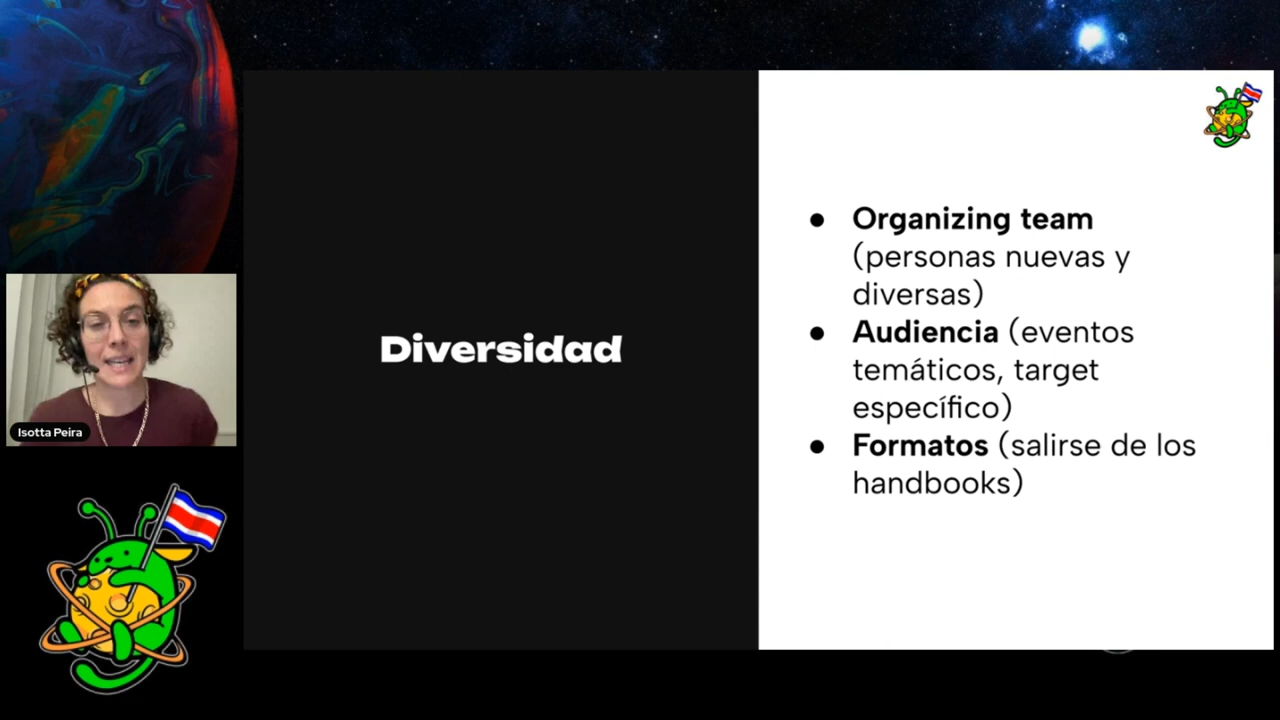 Diversidad
● Organizing team
(personas nuevas y
diversas)
● Audiencia (eventos
temáticos, target
específico)
● Formatos (salirse de los
handbooks)
Isotta Peira